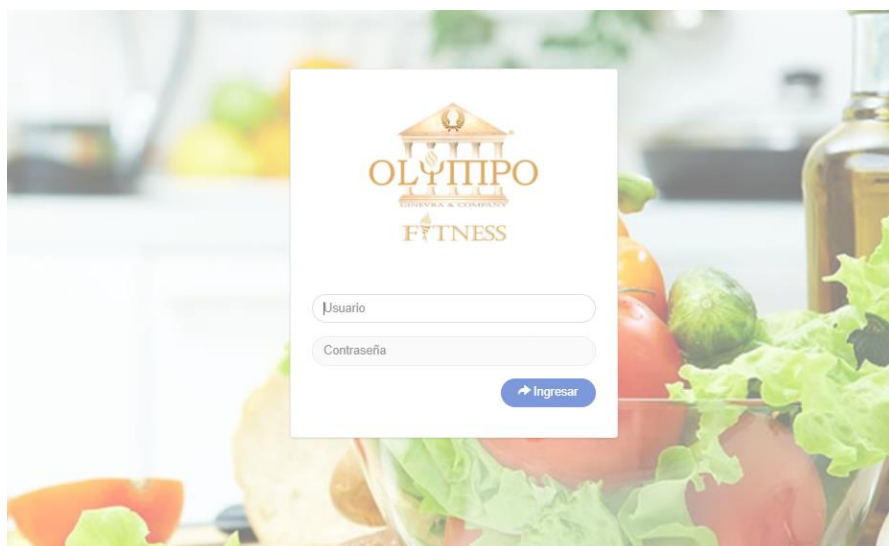 OLYMPO
GINEVRA & COMPANY
FITNESS
Usuario
Contraseña
Ingresar